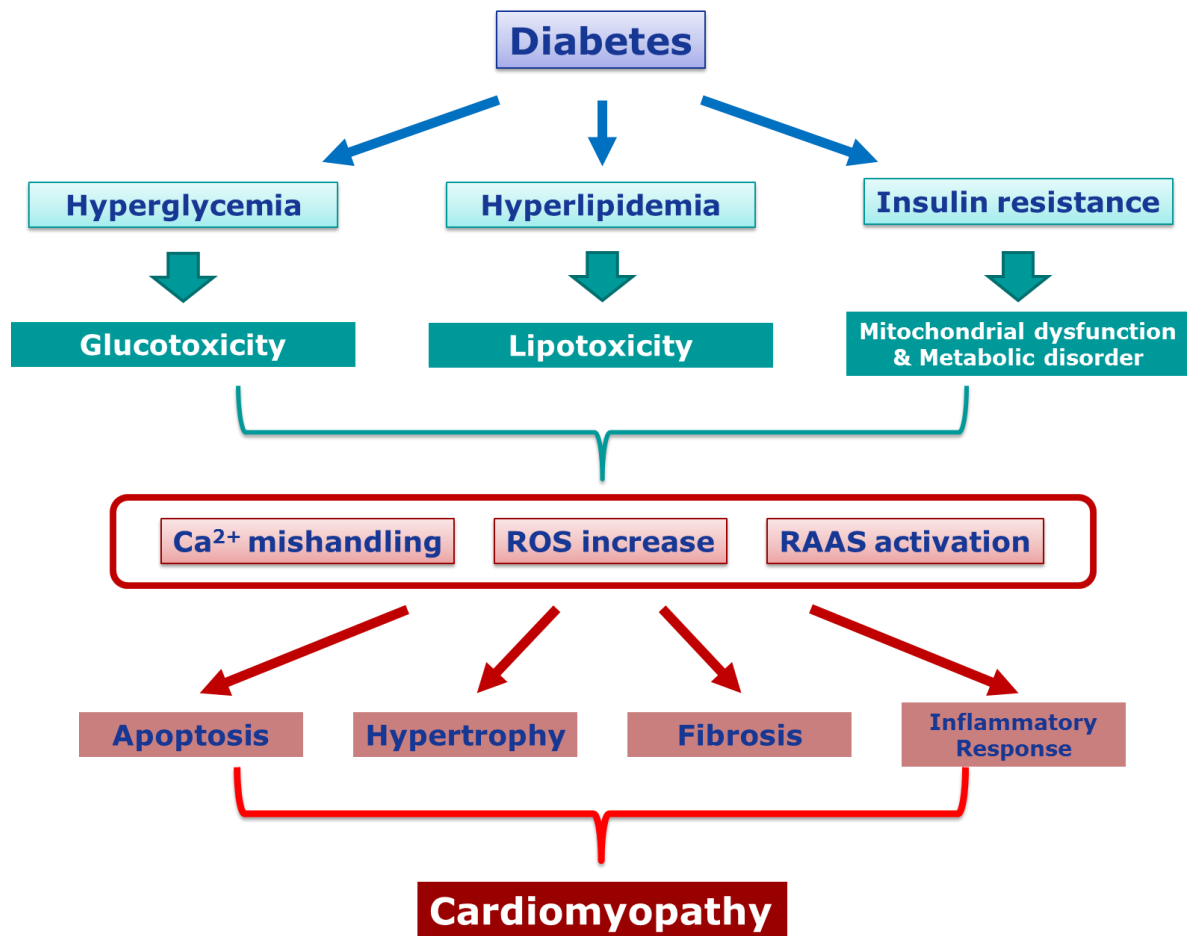 Diabetes
Hyperglycemia
Hyperlipidemia
Insulin resistance
Glucotoxicity
Lipotoxicity
Mitochondrial dysfunction
& Metabolic disorder
Ca²⁺ mishandling
ROS increase
RAAS activation
Apoptosis
Hypertrophy
Fibrosis
Inflammatory
Response
Cardiomyopathy